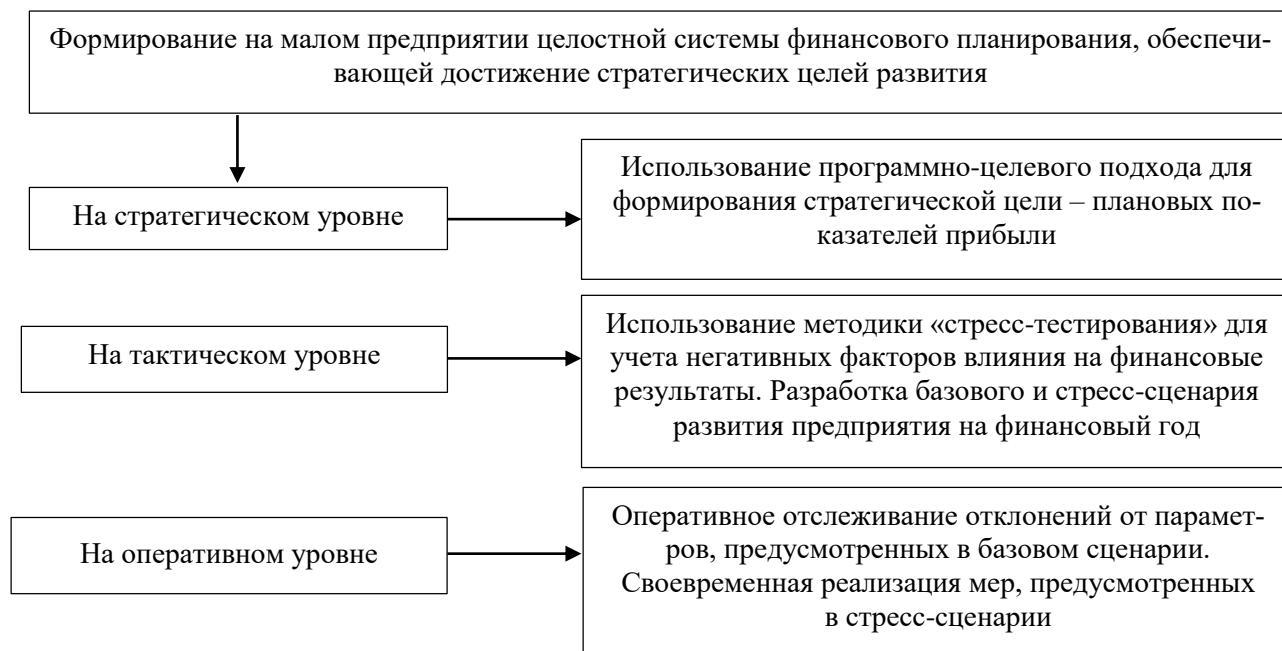 Формирование на малом предприятии целостной системы финансового планирования, обеспечи-
вающей достижение стратегических целей развития
На стратегическом уровне
Использование программно-целевого подхода для
формирования стратегической цели – плановых по-
казателей прибыли
На тактическом уровне
Использование методики «стресс-тестирования» для
учета негативных факторов влияния на финансовые
результаты. Разработка базового и стресс-сценария
развития предприятия на финансовый год
На оперативном уровне
Оперативное отслеживание отклонений от парамет-
ров, предусмотренных в базовом сценарии.
Своевременная реализация мер, предусмотренных
в стресс-сценарии